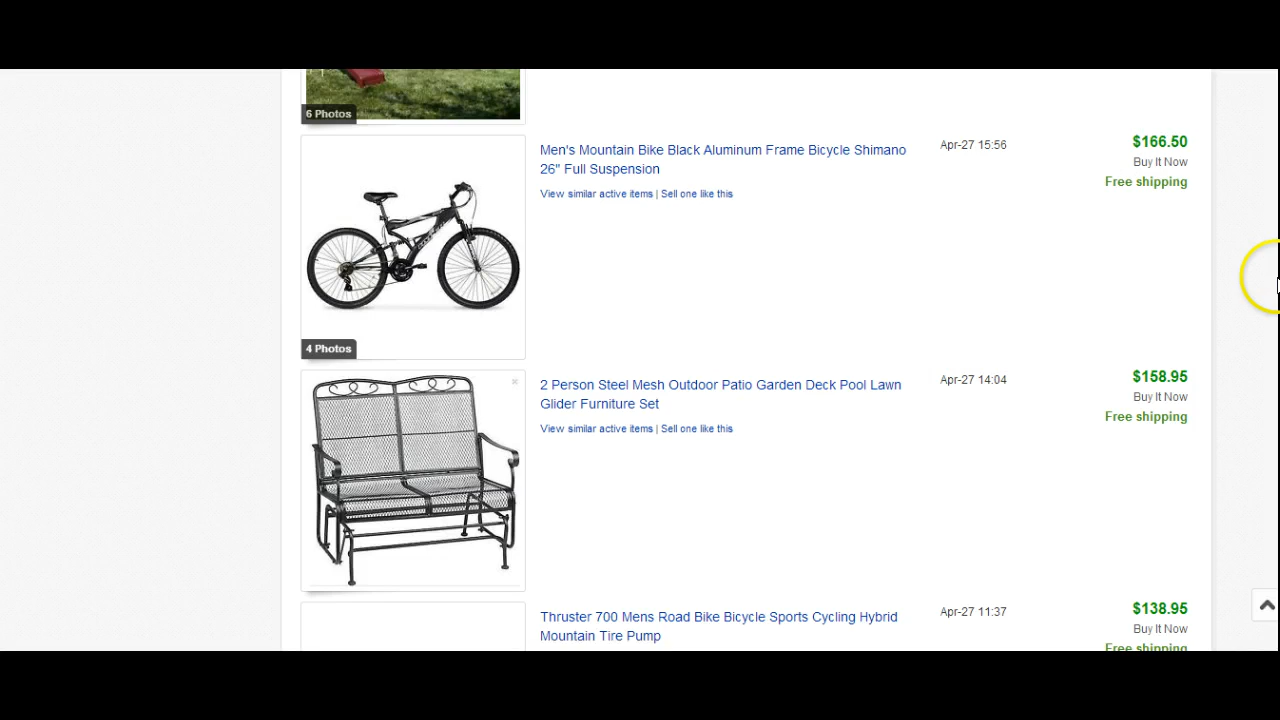 6 Photos
Men's Mountain Bike Black Aluminum Frame Bicycle Shimano
26" Full Suspension
View similar active items | Sell one like this
Apr-27 15:56
$166.50
Buy It Now
Free shipping
4 Photos
2 Person Steel Mesh Outdoor Patio Garden Deck Pool Lawn
Glider Furniture Set
View similar active items | Sell one like this
Apr-27 14:04
$158.95
Buy It Now
Free shipping
Thruster 700 Mens Road Bike Bicycle Sports Cycling Hybrid
Mountain Tire Pump
Apr-27 11:37
$138.95
Buy It Now
Free shipping